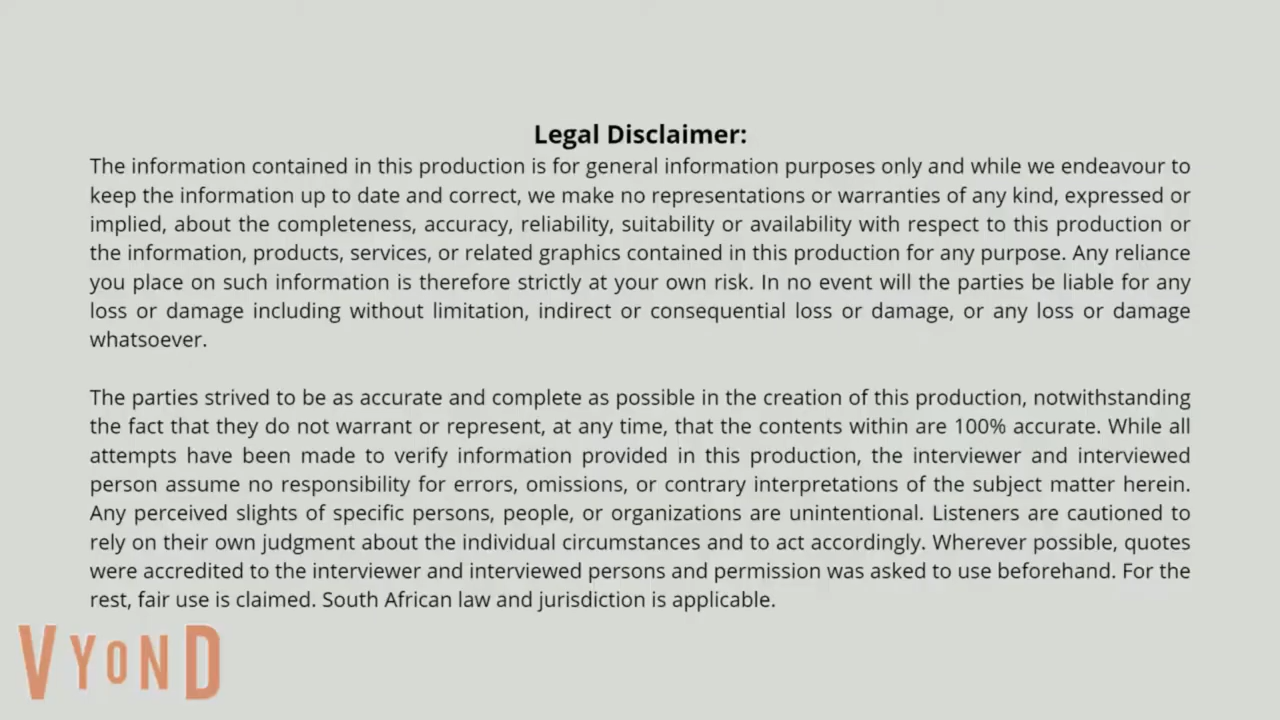 Legal Disclaimer:
The information contained in this production is for general information purposes only and while we endeavour to
keep the information up to date and correct, we make no representations or warranties of any kind, expressed or
implied, about the completeness, accuracy, reliability, suitability or availability with respect to this production or
the information, products, services, or related graphics contained in this production for any purpose. Any reliance
you place on such information is therefore strictly at your own risk. In no event will the parties be liable for any
loss or damage including without limitation, indirect or consequential loss or damage, or any loss or damage
whatsoever.
The parties strived to be as accurate and complete as possible in the creation of this production, notwithstanding
the fact that they do not warrant or represent, at any time, that the contents within are 100% accurate. While all
attempts have been made to verify information provided in this production, the interviewer and interviewed
person assume no responsibility for errors, omissions, or contrary interpretations of the subject matter herein.
Any perceived slights of specific persons, people, or organizations are unintentional. Listeners are cautioned to
rely on their own judgment about the individual circumstances and to act accordingly. Wherever possible, quotes
were accredited to the interviewer and interviewed persons and permission was asked to use beforehand. For the
rest, fair use is claimed. South African law and jurisdiction is applicable.
VYOND